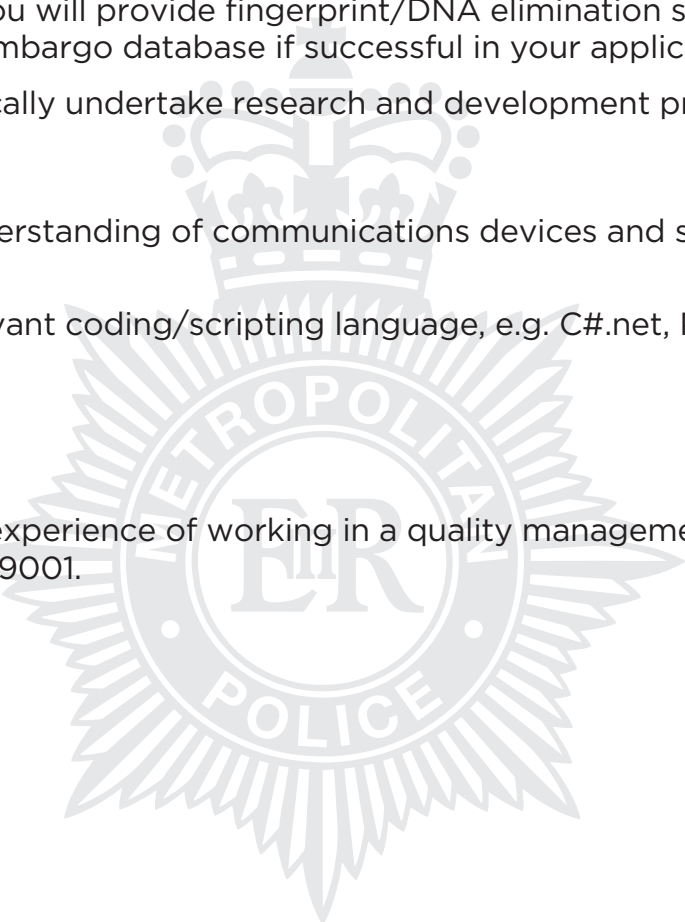 ou will provide fingerprint/DNA elimination s
mbargo database if successful in your applic
cally undertake research and development pr
erstanding of communications devices and s
vant coding/scripting language, e.g. C#.net,
METROPOLITAN
EIIR
experience of working in a quality manageme
9001.
POLICE